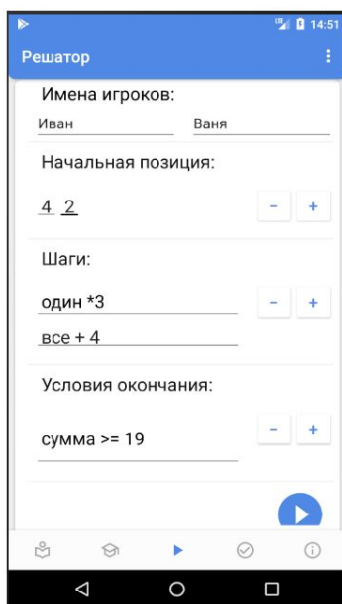 14:51
Решатор
Имена игроков:
Иван Ваня
Начальная позиция:
4 2 - +
Шаги:
один *3 - +
все + 4
Условия окончания:
сумма >= 19 - +